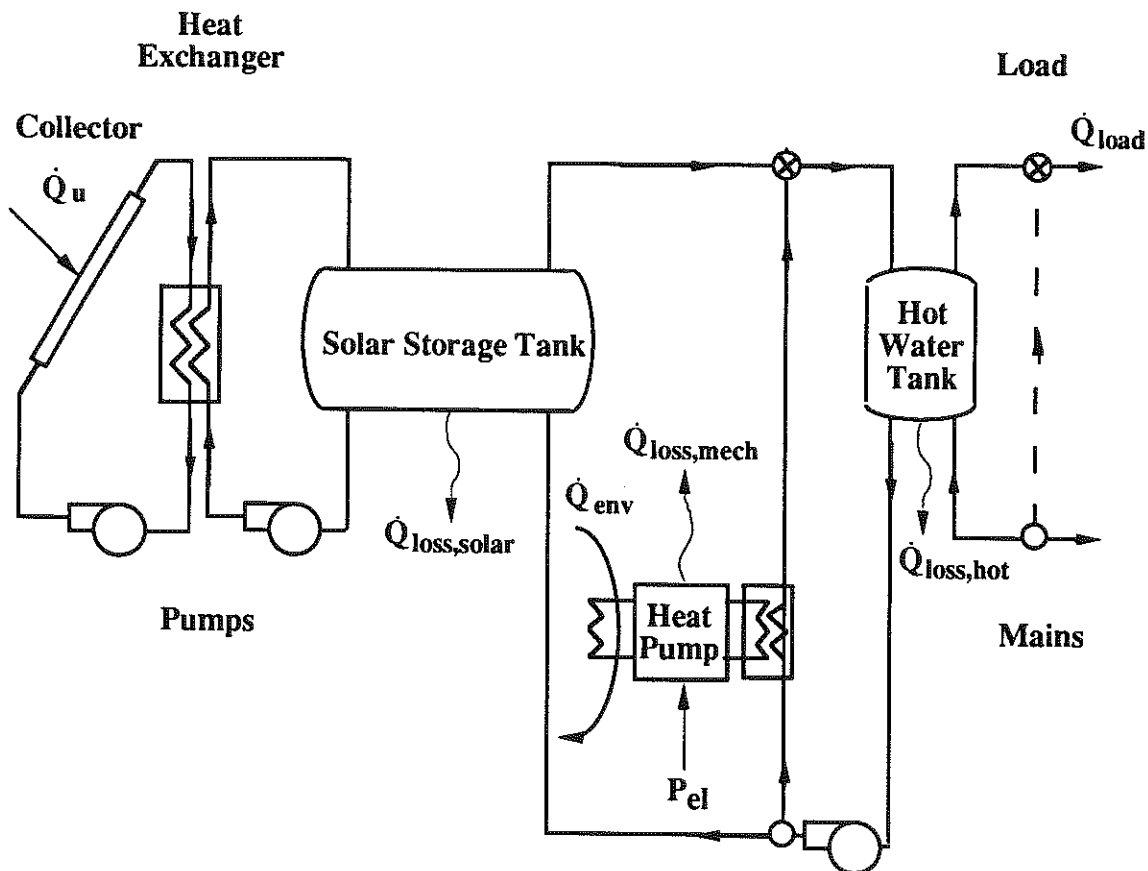 Heat
Exchanger
Load
Collector
Q̇load
Q̇u
Solar Storage Tank
Hot
Water
Tank
Q̇loss,mech
Q̇env
Q̇loss,solar
Q̇loss,hot
Heat
Pump
Pumps
Mains
Pel